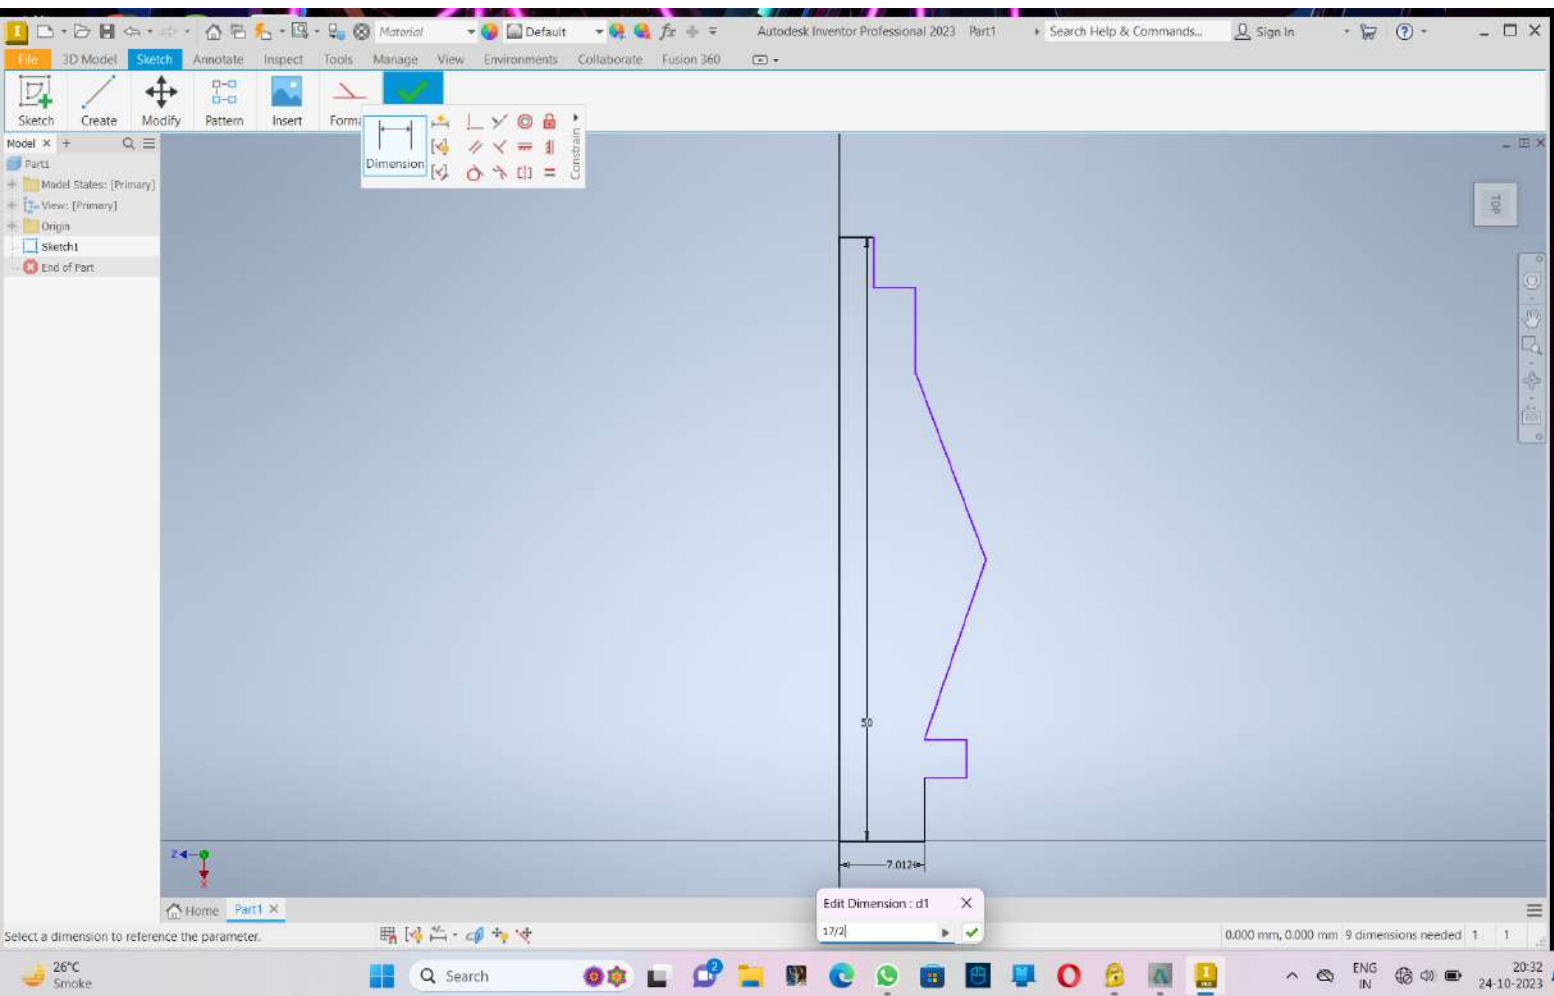 Material
Default
fx
Autodesk Inventor Professional 2023 Part1
Search Help & Commands...
Sign In
File 3D Model Sketch Annotate Inspect Tools Manage View Environments Collaborate Fusion 360
Sketch Create Modify Pattern Insert Forma
Dimension
Constrain
Model × +
Part1
Model States: [Primary]
View: [Primary]
Origin
Sketch1
End of Part
TOP
50
7.012
Z
X
Edit Dimension : d1
17/2
Home Part1 ×
Select a dimension to reference the parameter.
0.000 mm, 0.000 mm 9 dimensions needed 1 1
26°C
Smoke
Search
2
ENG
IN
20:32
24-10-2023